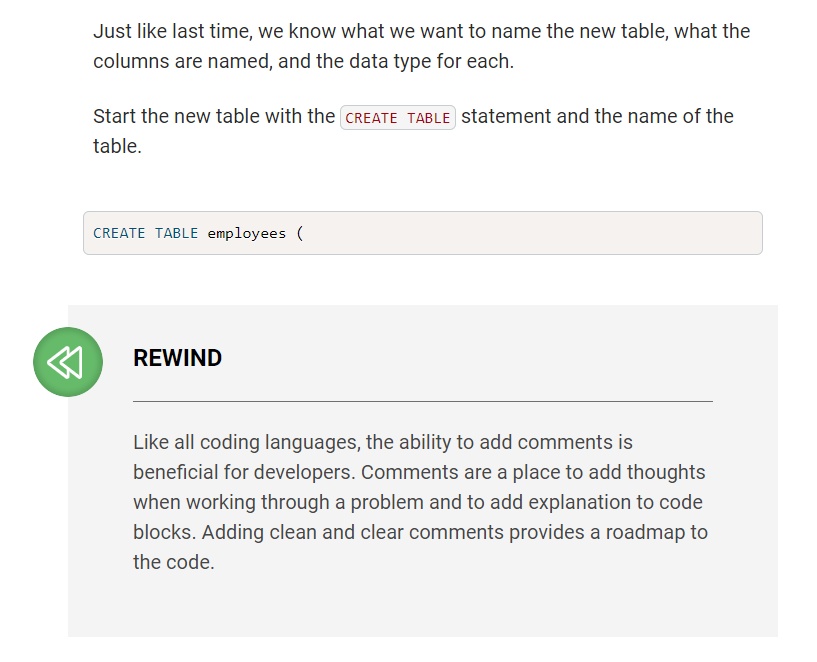 Just like last time, we know what we want to name the new table, what the
columns are named, and the data type for each.
Start the new table with the CREATE TABLE statement and the name of the
table.
CREATE TABLE employees (
REWIND
Like all coding languages, the ability to add comments is
beneficial for developers. Comments are a place to add thoughts
when working through a problem and to add explanation to code
blocks. Adding clean and clear comments provides a roadmap to
the code.